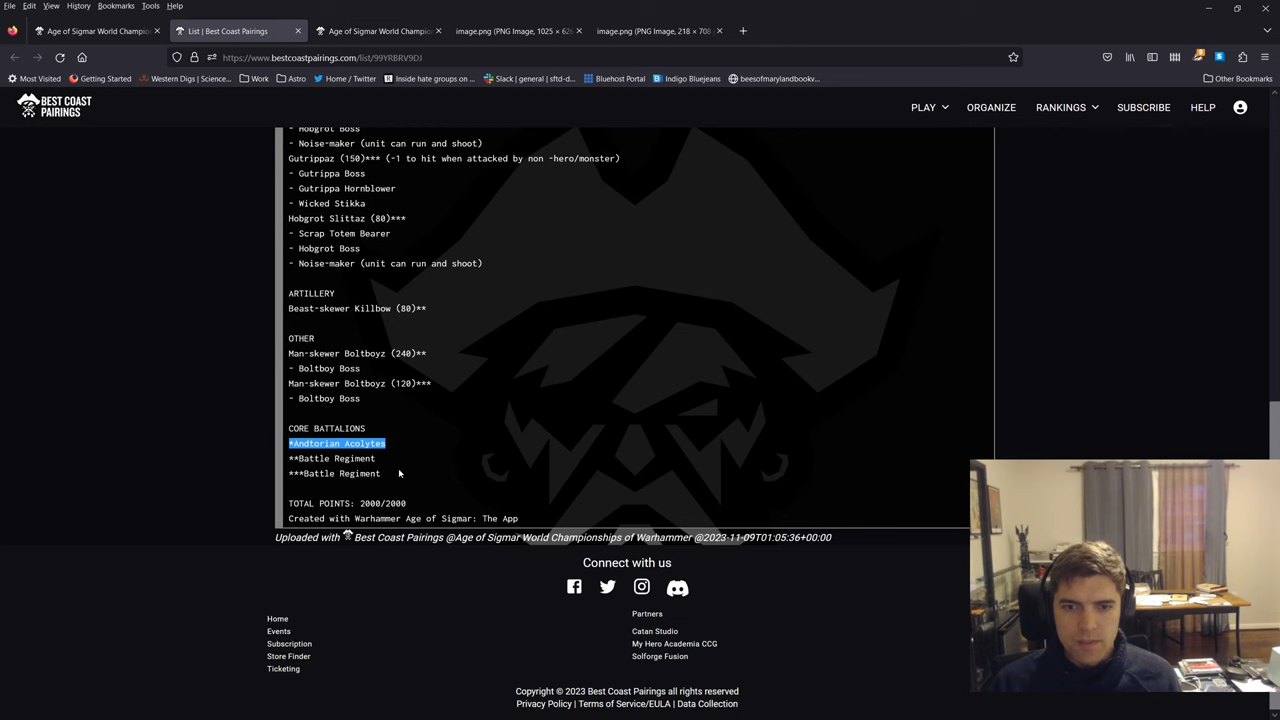 File Edit View History Bookmarks Tools Help
Age of Sigmar World Champio
List | Best Coast Pairings
Age of Sigmar World Champion
image.png (PNG Image, 1025 × 62
image.png (PNG Image, 218 × 708
https://www.bestcoastpairings.com/list/99YRBRV9DJ
Most Visited Getting Started Western Digs | Science... Work Astro Home / Twitter Inside hate groups on ... Slack | general | sftd-d... Bluehost Portal Indigo Bluejeans beesofmarylandbookv... Other Bookmarks
BEST COAST
PAIRINGS
PLAY ORGANIZE RANKINGS SUBSCRIBE HELP
- Hobgrot Boss
- Noise-maker (unit can run and shoot)
Gutrippaz (150)*** (-1 to hit when attacked by non -hero/monster)
- Gutrippa Boss
- Gutrippa Hornblower
- Wicked Stikka
Hobgrot Slittaz (80)***
- Scrap Totem Bearer
- Hobgrot Boss
- Noise-maker (unit can run and shoot)
ARTILLERY
Beast-skewer Killbow (80)**
OTHER
Man-skewer Boltboyz (240)**
- Boltboy Boss
Man-skewer Boltboyz (120)***
- Boltboy Boss
CORE BATTALIONS
*Andtorian Acolytes
**Battle Regiment
***Battle Regiment
TOTAL POINTS: 2000/2000
Created with Warhammer Age of Sigmar: The App
Uploaded with Best Coast Pairings @Age of Sigmar World Championships of Warhammer @2023-11-09T01:05:36+00:00
Connect with us
Home
Events
Subscription
Store Finder
Ticketing
Partners
Catan Studio
My Hero Academia CCG
Solforge Fusion
Copyright © 2023 Best Coast Pairings all rights reserved
Privacy Policy | Terms of Service/EULA | Data Collection